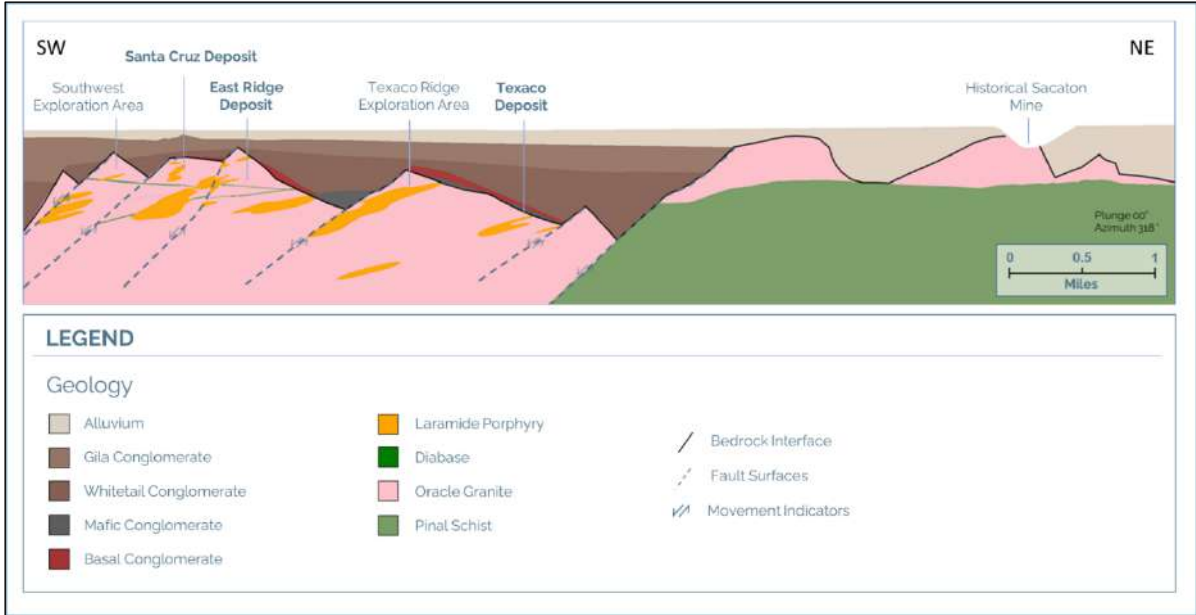 SW
NE
Santa Cruz Deposit
Southwest
Exploration Area
East Ridge
Deposit
Texaco Ridge
Exploration Area
Texaco
Deposit
Historical Sacaton
Mine
Plunge 00°
Azimuth 318°
0 0.5 1
Miles
LEGEND
Geology
Alluvium
Gila Conglomerate
Whitetail Conglomerate
Mafic Conglomerate
Basal Conglomerate
Laramide Porphyry
Diabase
Oracle Granite
Pinal Schist
Bedrock Interface
Fault Surfaces
Movement Indicators